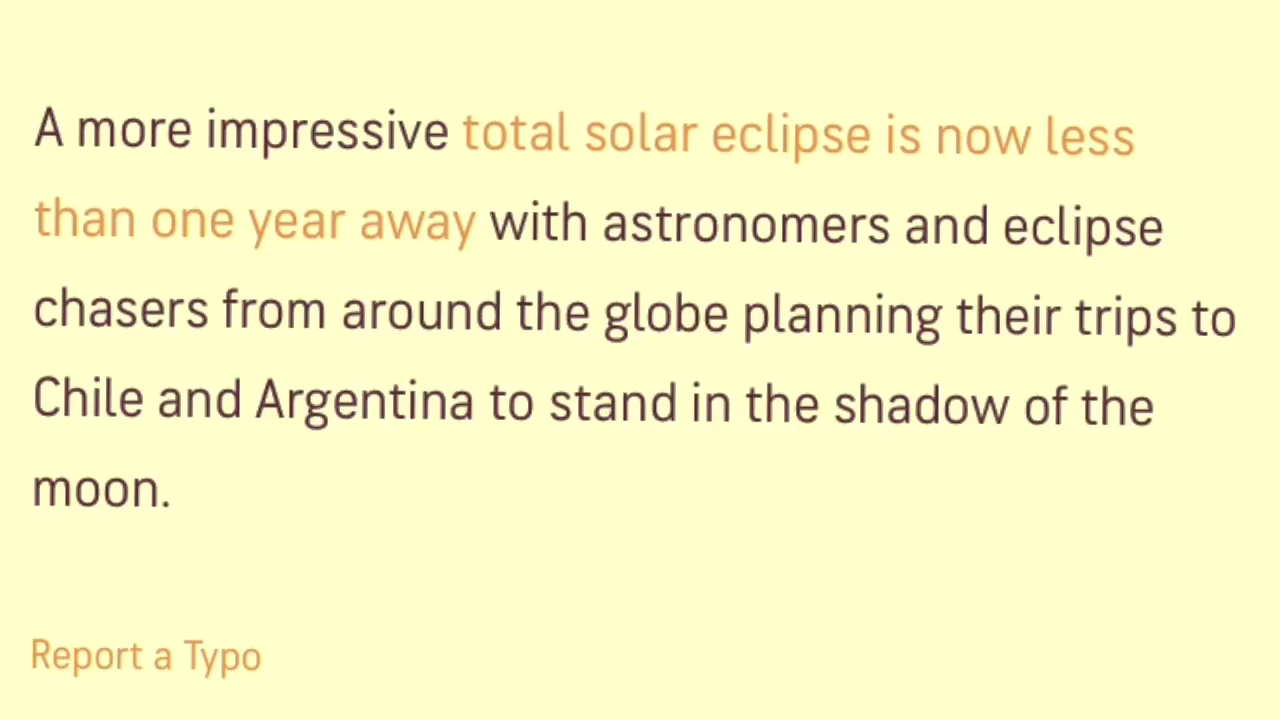 A more impressive total solar eclipse is now less
than one year away with astronomers and eclipse
chasers from around the globe planning their trips to
Chile and Argentina to stand in the shadow of the
moon.
Report a Typo